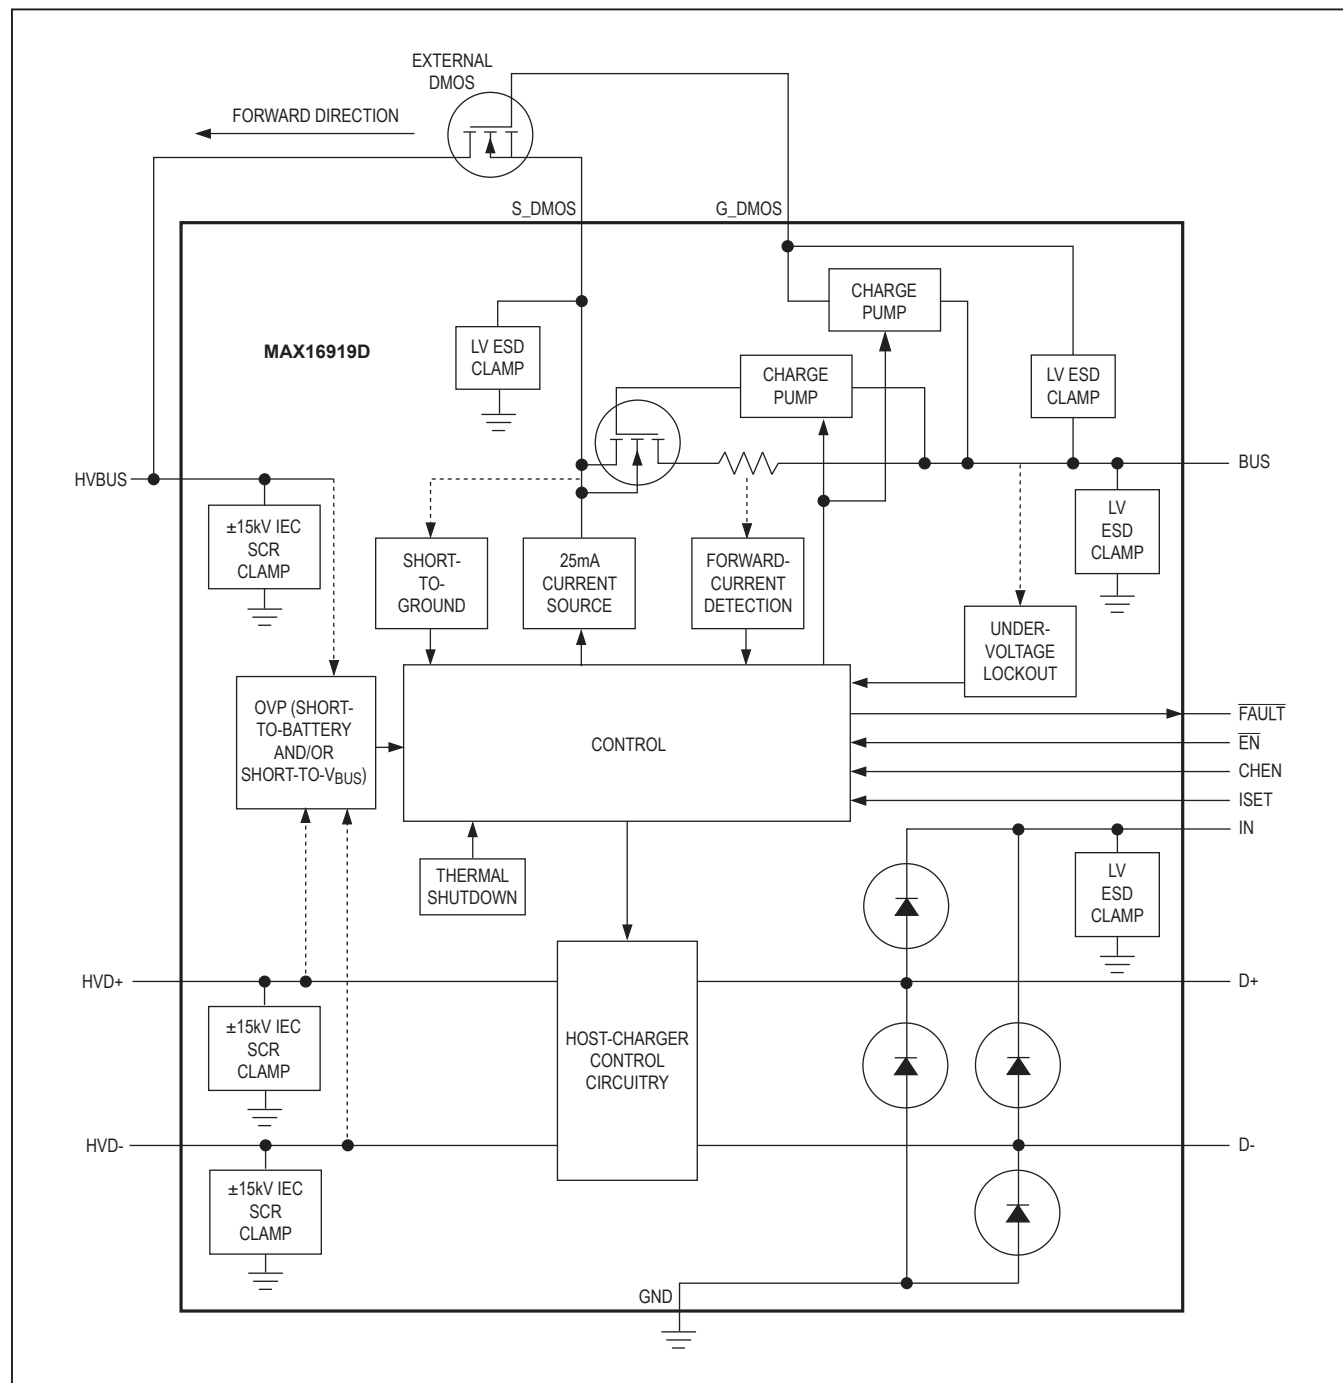 EXTERNAL
DMOS
FORWARD DIRECTION
S_DMOS
G_DMOS
MAX16919D
LV ESD
CLAMP
CHARGE
PUMP
CHARGE
PUMP
LV ESD
CLAMP
HVBUS
BUS
±15kV IEC
SCR
CLAMP
SHORT-
TO-
GROUND
25mA
CURRENT
SOURCE
FORWARD-
CURRENT
DETECTION
LV
ESD
CLAMP
UNDER-
VOLTAGE
LOCKOUT
OVP (SHORT-
TO-BATTERY
AND/OR
SHORT-TO-VBUS)
CONTROL
FAULT
EN
CHEN
ISET
IN
THERMAL
SHUTDOWN
LV
ESD
CLAMP
HVD+
D+
±15kV IEC
SCR
CLAMP
HOST-CHARGER
CONTROL
CIRCUITRY
HVD-
D-
±15kV IEC
SCR
CLAMP
GND